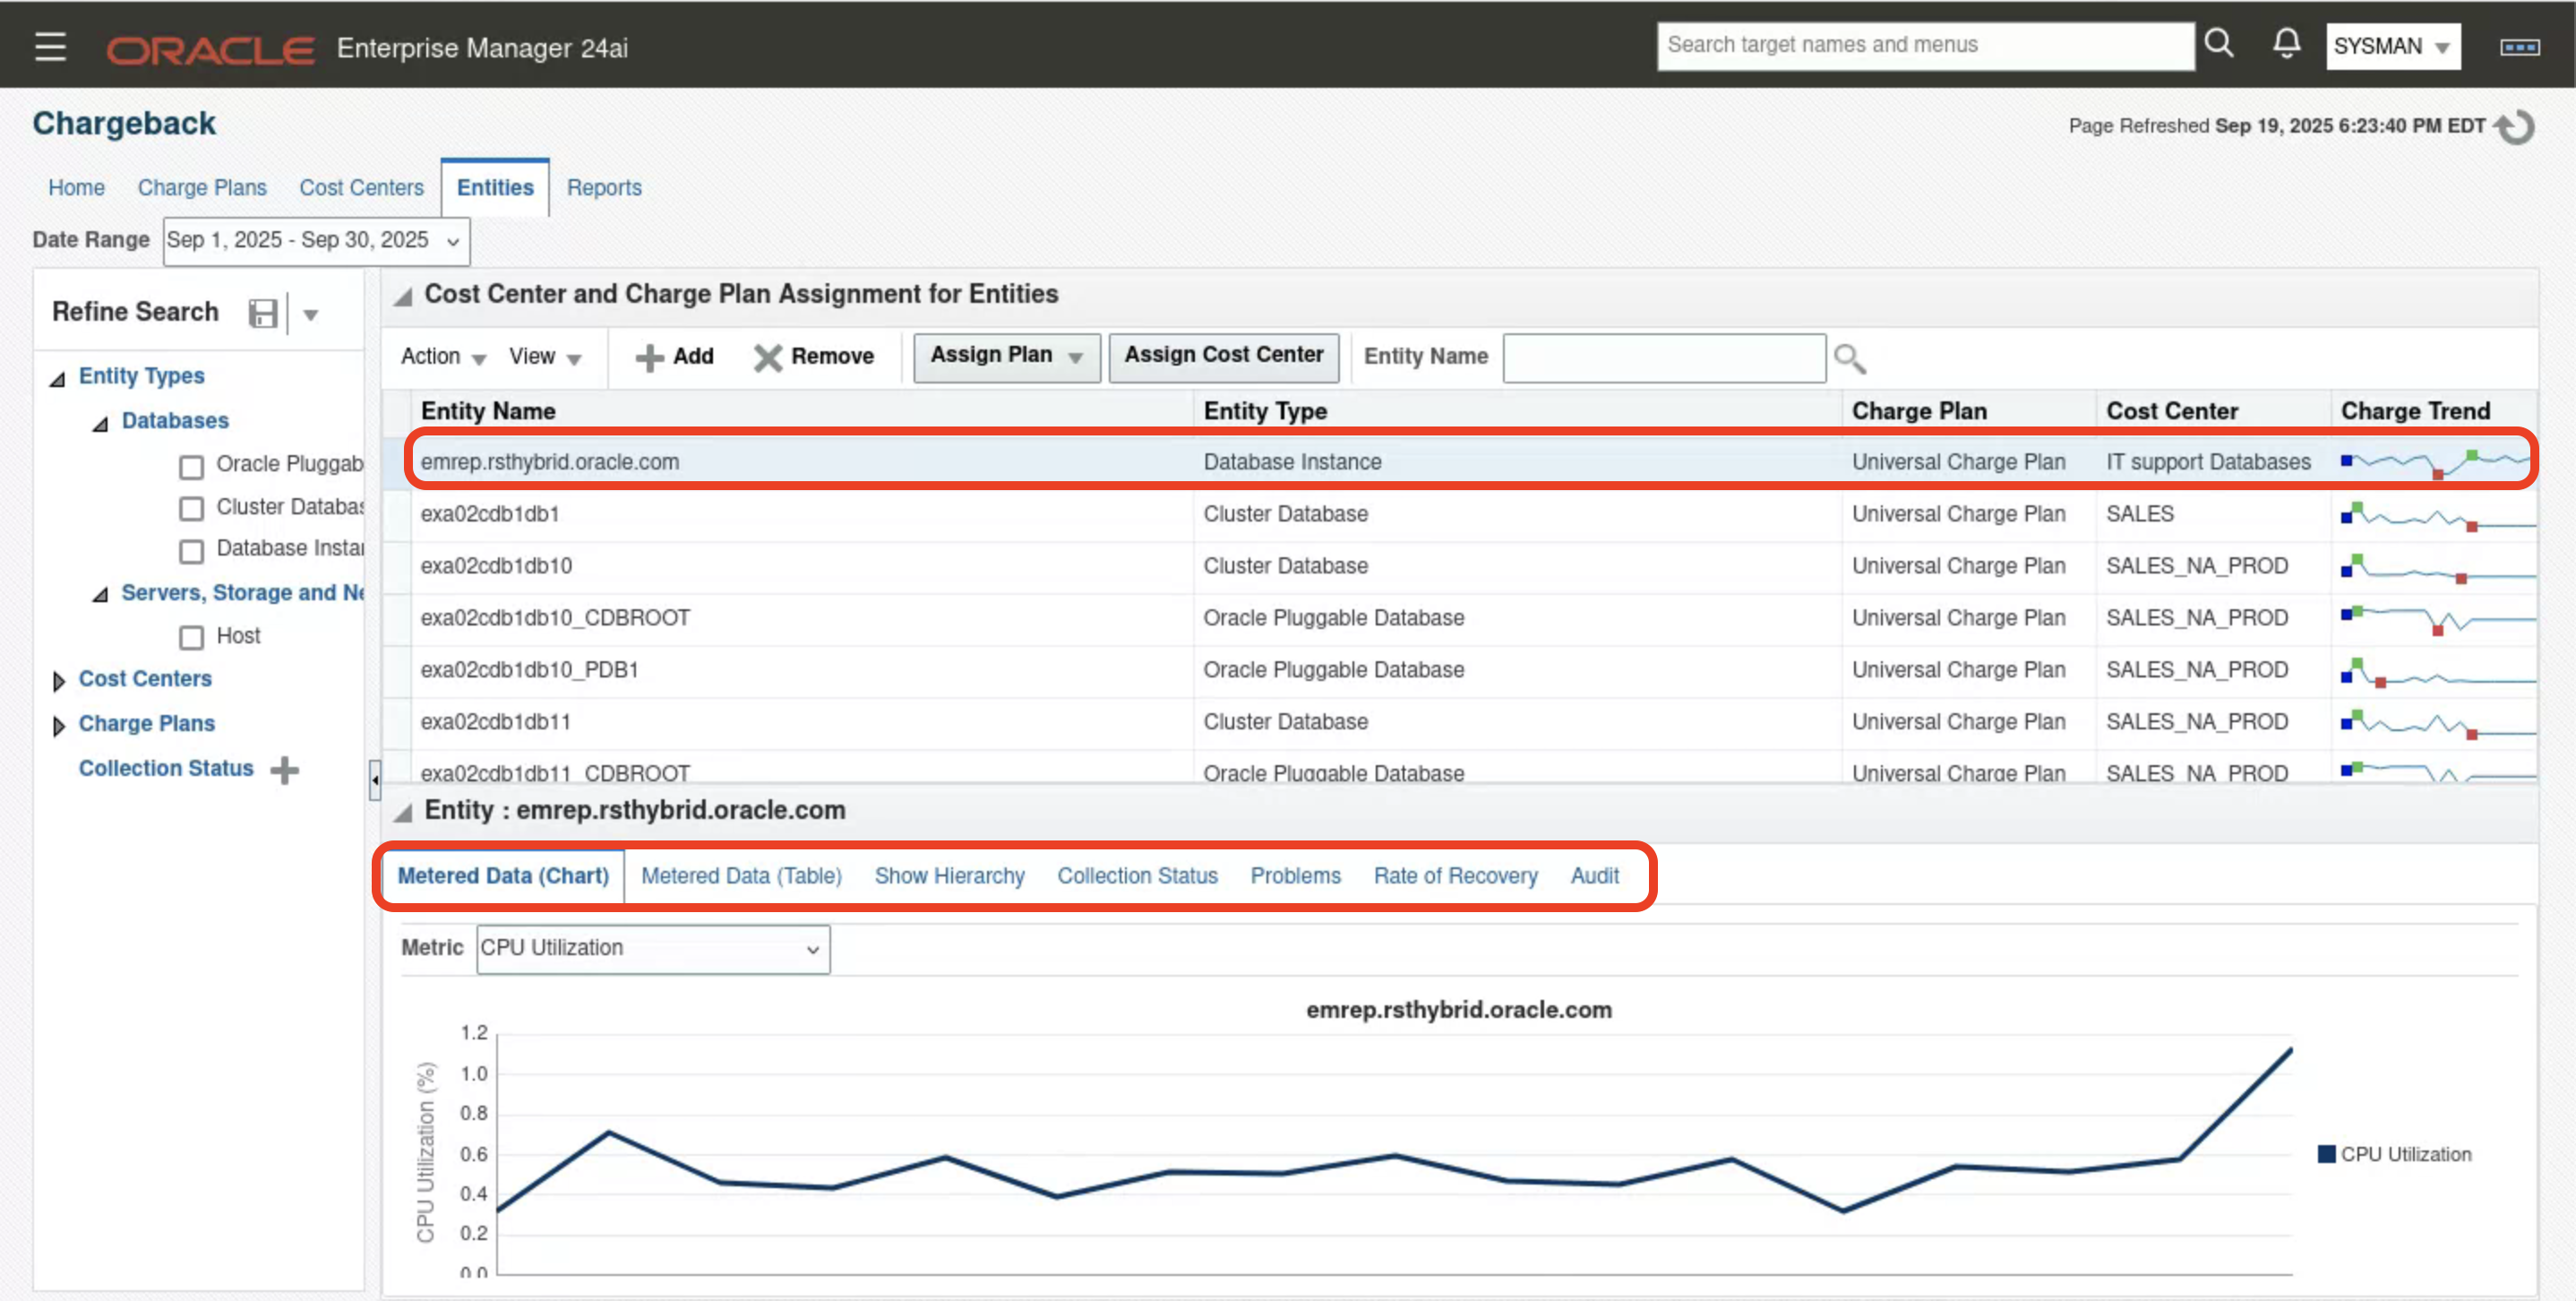 ORACLE Enterprise Manager 24ai Search target names and menus SYSMAN
Chargeback
Page Refreshed Sep 19, 2025 6:23:40 PM EDT
Home Charge Plans Cost Centers Entities Reports
Date Range Sep 1, 2025 - Sep 30, 2025
Refine Search
Entity Types
Databases
Oracle Pluggab
Cluster Databas
Database Instar
Servers, Storage and Ne
Host
Cost Centers
Charge Plans
Collection Status
Cost Center and Charge Plan Assignment for Entities
Action View Add Remove Assign Plan Assign Cost Center Entity Name
Entity Name Entity Type Charge Plan Cost Center Charge Trend
emrep.rsthybrid.oracle.com Database Instance Universal Charge Plan IT support Databases
exa02cdb1db1 Cluster Database Universal Charge Plan SALES
exa02cdb1db10 Cluster Database Universal Charge Plan SALES_NA_PROD
exa02cdb1db10_CDBROOT Oracle Pluggable Database Universal Charge Plan SALES_NA_PROD
exa02cdb1db10_PDB1 Oracle Pluggable Database Universal Charge Plan SALES_NA_PROD
exa02cdb1db11 Cluster Database Universal Charge Plan SALES_NA_PROD
exa02cdb1db11_CDBROOT Oracle Pluggable Database Universal Charge Plan SALES_NA_PROD
Entity : emrep.rsthybrid.oracle.com
Metered Data (Chart) Metered Data (Table) Show Hierarchy Collection Status Problems Rate of Recovery Audit
Metric CPU Utilization
emrep.rsthybrid.oracle.com
CPU Utilization (%)
1.2
1.0
0.8
0.6
0.4
0.2
0.0
CPU Utilization